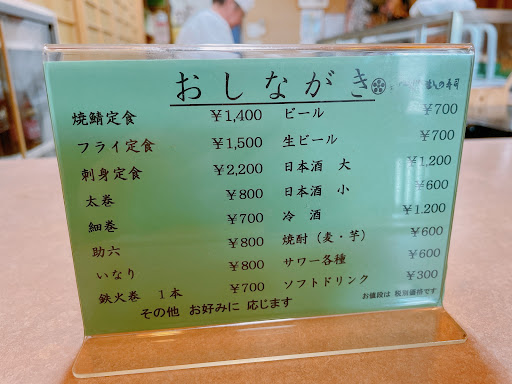 おしながき
の寿司
焼鯖定食 ¥1,400
フライ定食 ¥1,500
刺身定食 ¥2,200
太巻 ¥800
細巻 ¥700
助六 ¥800
いなり ¥800
鉄火巻 1本 ¥700
ビール ¥700
生ビール ¥700
日本酒 大 ¥1,200
日本酒 小 ¥600
冷 酒 ¥1.200
焼酎（麦・芋） ¥600
サワー各種 ¥600
ソフトドリンク ¥300
その他 お好みに 応じます
お値段は 税別価格です